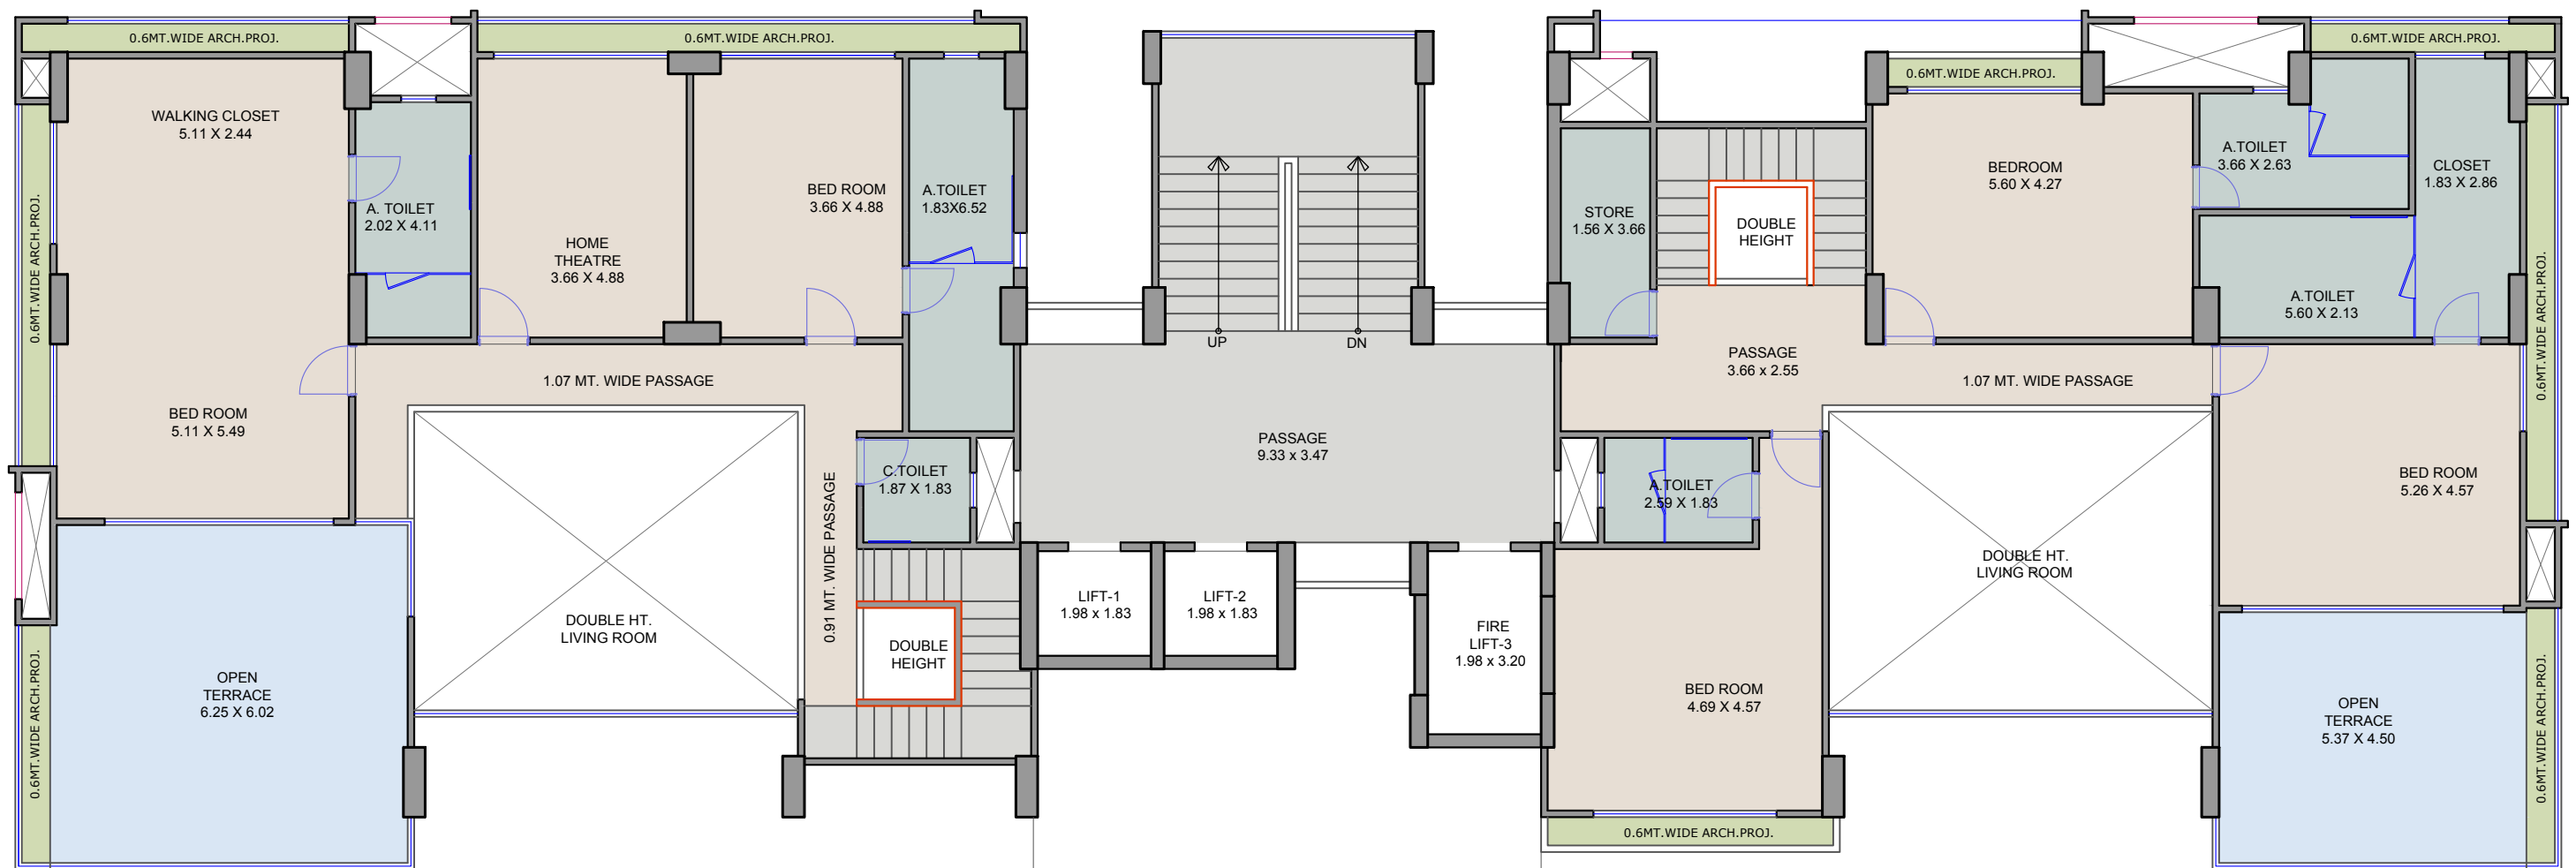 0.6MT.WIDE ARCH.PROJ.
0.6MT.WIDE ARCH.PROJ.
0.6MT.WIDE ARCH.PROJ.
0.6MT.WIDE ARCH.PROJ.
WALKING CLOSET
5.11 X 2.44
A. TOILET
2.02 X 4.11
HOME
THEATRE
3.66 X 4.88
BED ROOM
3.66 X 4.88
A.TOILET
1.83X6.52
UP
DN
STORE
1.56 X 3.66
DOUBLE
HEIGHT
BEDROOM
5.60 X 4.27
A.TOILET
3.66 X 2.63
CLOSET
1.83 X 2.86
A.TOILET
5.60 X 2.13
0.6MT.WIDE ARCH.PROJ.
0.6MT.WIDE ARCH.PROJ.
1.07 MT. WIDE PASSAGE
PASSAGE
3.66 x 2.55
1.07 MT. WIDE PASSAGE
BED ROOM
5.11 X 5.49
PASSAGE
9.33 x 3.47
C.TOILET
1.87 X 1.83
A.TOILET
2.59 X 1.83
BED ROOM
5.26 X 4.57
0.91 MT. WIDE PASSAGE
DOUBLE HT.
LIVING ROOM
DOUBLE HT.
LIVING ROOM
LIFT-1
1.98 x 1.83
LIFT-2
1.98 x 1.83
FIRE
LIFT-3
1.98 x 3.20
DOUBLE
HEIGHT
OPEN
TERRACE
6.25 X 6.02
BED ROOM
4.69 X 4.57
OPEN
TERRACE
5.37 X 4.50
0.6MT.WIDE ARCH.PROJ.
0.6MT.WIDE ARCH.PROJ.
0.6MT.WIDE ARCH.PROJ.